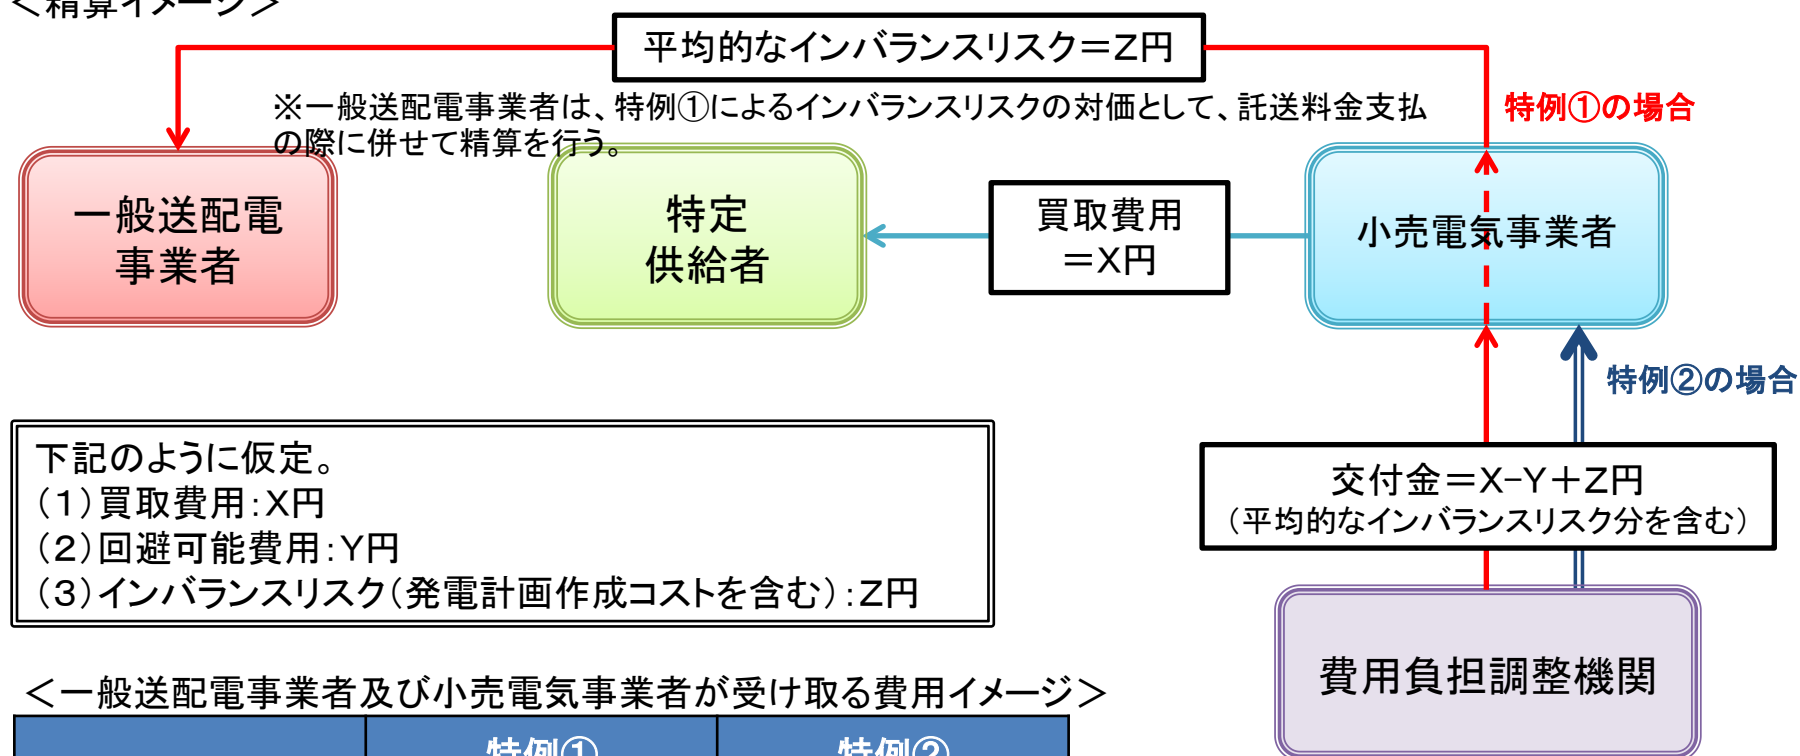 ＜精算イメージ＞
平均的なインバランスリスク＝Z円
※一般送配電事業者は、特例①によるインバランスリスクの対価として、託送料金支払
の際に併せて精算を行う。
特例①の場合
一般送配電
事業者
特定
供給者
買取費用
＝X円
小売電気事業者
特例②の場合
下記のように仮定。
（１）買取費用：X円
（２）回避可能費用：Y円
（３）インバランスリスク（発電計画作成コストを含む）：Z円
交付金＝X-Y＋Z円
（平均的なインバランスリスク分を含む）
費用負担調整機関
＜一般送配電事業者及び小売電気事業者が受け取る費用イメージ＞
特例①
特例②